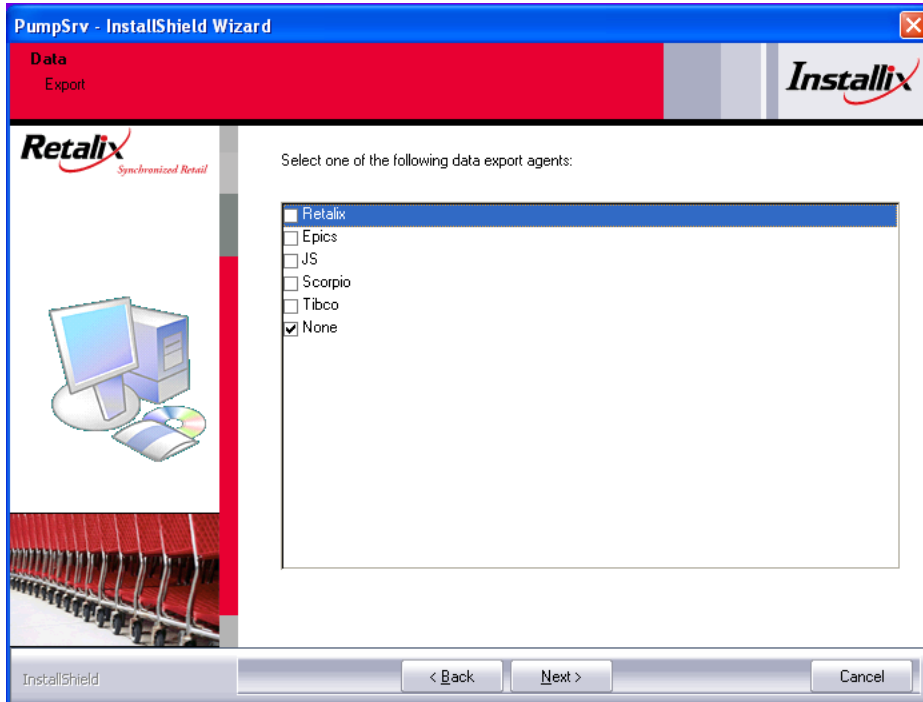 PumpSrv - InstallShield Wizard
Data
Export
Installix
Retalix
Synchronized Retail
Select one of the following data export agents:
Retalix
Epics
JS
Scorpio
Tibco
None
InstallShield
< Back
Next >
Cancel